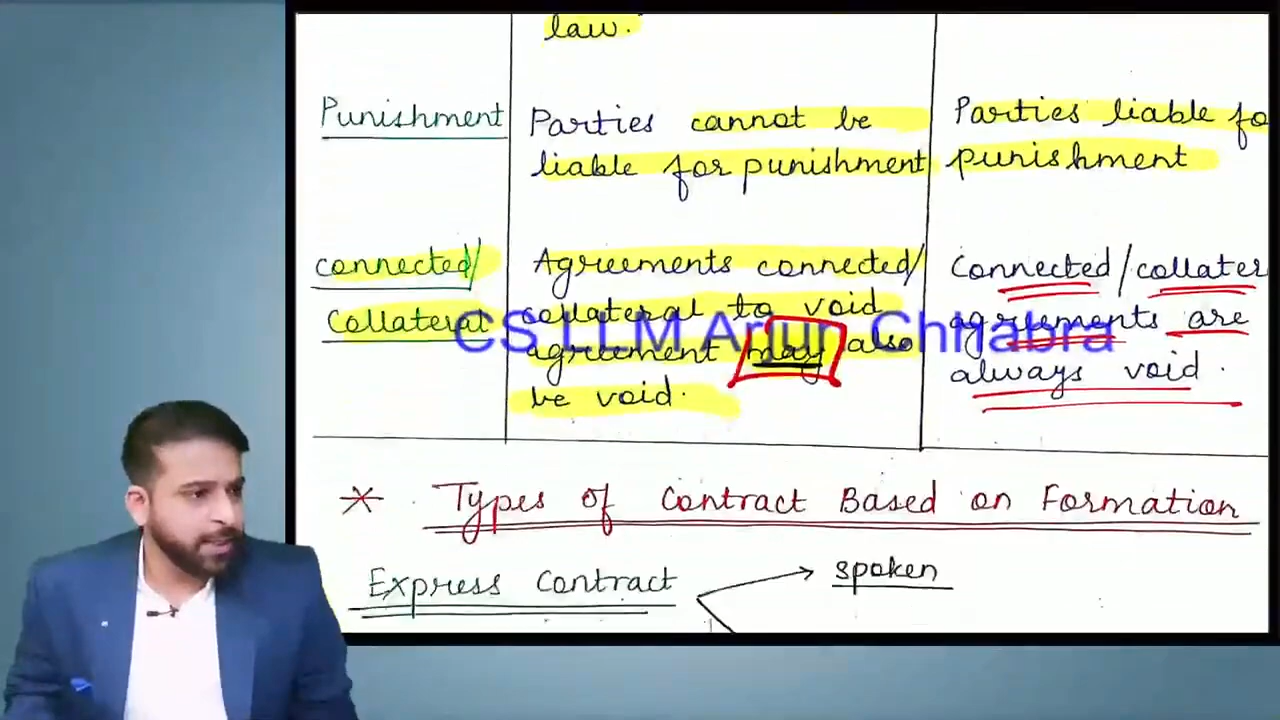 law.
Punishment
Parties cannot be
liable for punishment
Parties liable fo
punishment
connected/
Collateral
Agreements connected/
collateral to void
agreement may also
be void.
Connected/collater
agreements are
always void.
CS LLM Arjun Chhabra
* Types of Contract Based on Formation
Express Contract
spoken